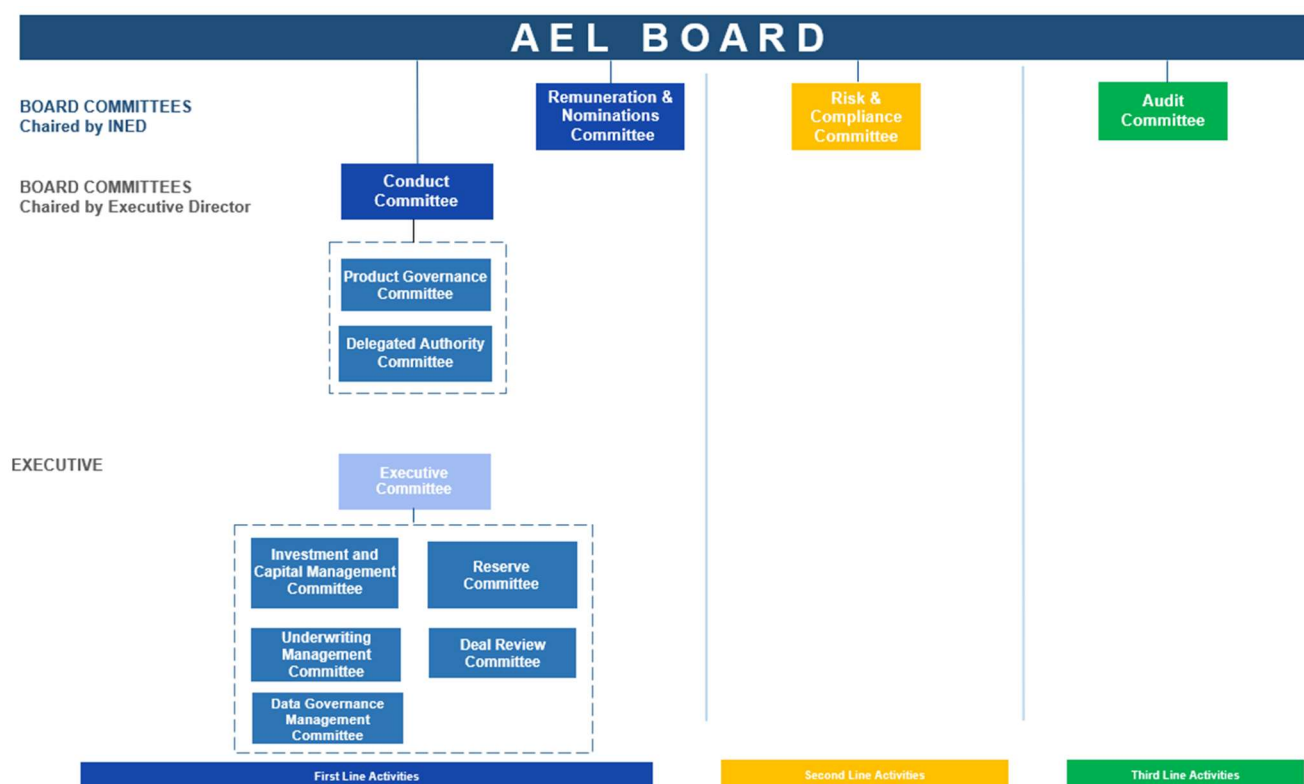 AEL BOARD
BOARD COMMITTEES
Chaired by INED
Remuneration &
Nominations
Committee
Risk &
Compliance
Committee
Audit
Committee
BOARD COMMITTEES
Chaired by Executive Director
Conduct
Committee
Product Governance
Committee
Delegated Authority
Committee
EXECUTIVE
Executive
Committee
Investment and
Capital Management
Committee
Reserve
Committee
Underwriting
Management
Committee
Deal Review
Committee
Data Governance
Management
Committee
First Line Activities
Second Line Activities
Third Line Activities